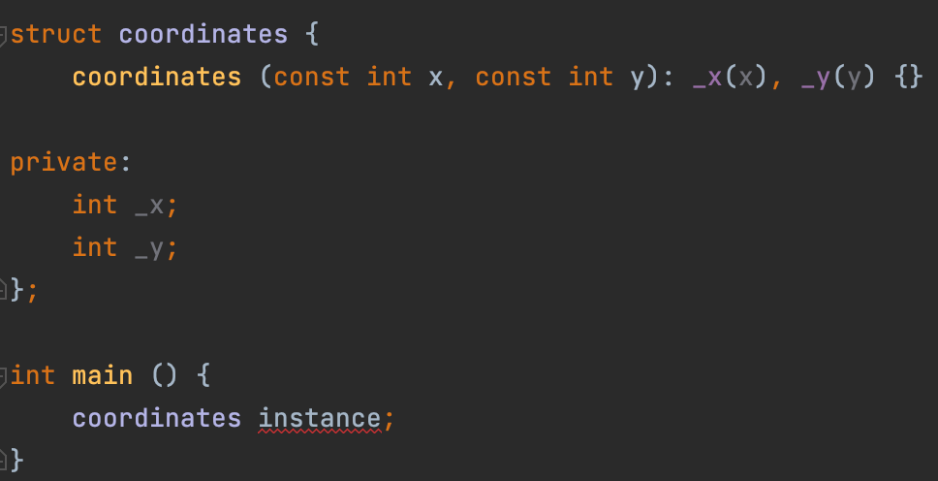 struct coordinates {
    coordinates (const int x, const int y): _x(x), _y(y) {}

private:
    int _x;
    int _y;
};

int main () {
    coordinates instance;
}